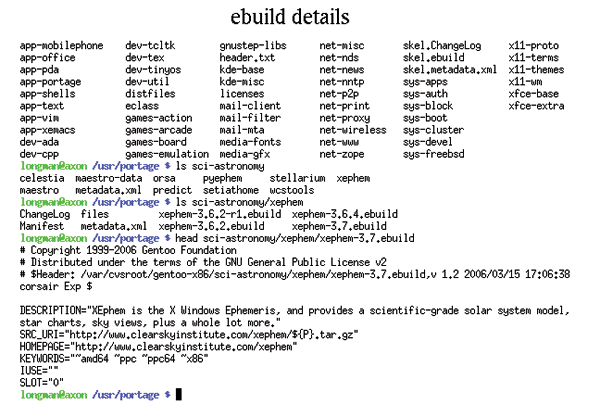 ebuild details
app-mobilephone dev-tcltk gnustep-libs net-misc skel.ChangeLog x11-proto
app-office dev-tex header.txt net-nds skel.ebuild x11-terms
app-pda dev-tinyos kde-base net-news skel.metadata.xml x11-themes
app-portage dev-util kde-misc net-nntp sys-apps x11-wm
app-shells distfiles licenses net-p2p sys-auth xfce-base
app-text eclass mail-client net-print sys-block xfce-extra
app-vim games-action mail-filter net-proxy sys-boot
app-xemacs games-arcade mail-mta net-wireless sys-cluster
dev-ada games-board media-fonts net-www sys-devel
dev-cpp games-emulation media-gfx net-zope sys-freebsd
longman@axon /usr/portage $ ls sci-astronomy
celestia maestro-data orsa pyephem stellarium xephem
maestro metadata.xml predict setiathome wcstools
longman@axon /usr/portage $ ls sci-astronomy/xephem
ChangeLog files xephem-3.6.2-r1.ebuild xephem-3.6.4.ebuild
Manifest metadata.xml xephem-3.6.2.ebuild xephem-3.7.ebuild
longman@axon /usr/portage $ head sci-astronomy/xephem/xephem-3.7.ebuild
# Copyright 1999-2006 Gentoo Foundation
# Distributed under the terms of the GNU General Public License v2
# $Header: /var/cvsroot/gentoo-x86/sci-astronomy/xephem/xephem-3.7.ebuild,v 1.2 2006/03/15 17:06:38
corsair Exp $
DESCRIPTION="XEphem is the X Windows Ephemeris, and provides a scientific-grade solar system model,
star charts, sky views, plus a whole lot more."
SRC_URI="http://www.clearskyinstitute.com/xephem/${P}.tar.gz"
HOMEPAGE="http://www.clearskyinstitute.com/xephem"
KEYWORDS="~amd64 ~ppc ~ppc64 ~x86"
IUSE=""
SLOT="0"
longman@axon /usr/portage $